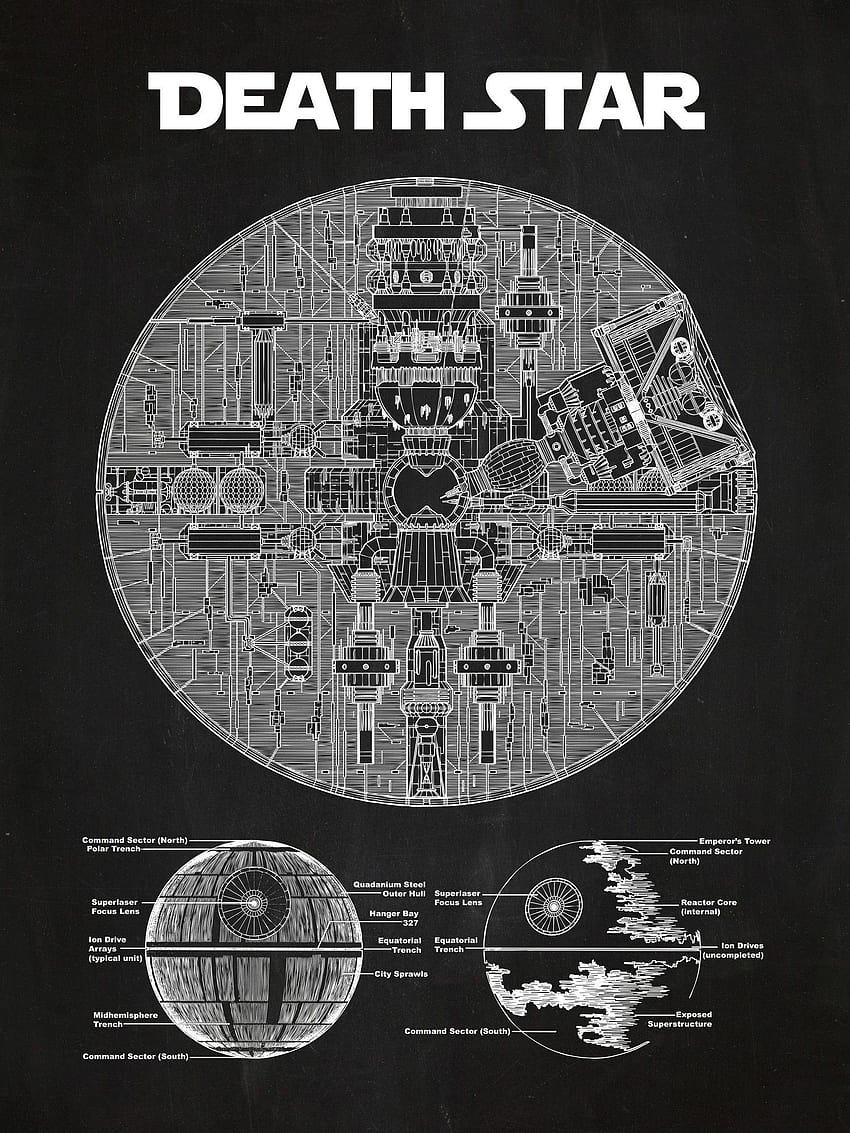 DEATH STAR
Command Sector (North)
Polar Trench
Superlaser
Focus Lens
Ion Drive
Arrays
(typical unit)
Midhemisphere
Trench
Command Sector (South)
Quadanium Steel
Outer Hull
Hanger Bay
327
Equatorial
Trench
City Sprawls
Superlaser
Focus Lens
Equatorial
Trench
Command Sector (South)
Emperor's Tower
Command Sector
(North)
Reactor Core
(internal)
Ion Drives
(uncompleted)
Exposed
Superstructure